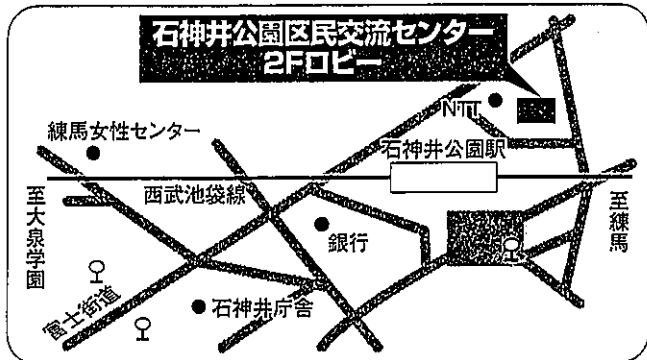 石神井公園区民交流センター
2Fロビー
NTT
練馬女性センター
石神井公園駅
西武池袋線
至大泉学園
至練馬
銀行
富士街道
石神井庁舎